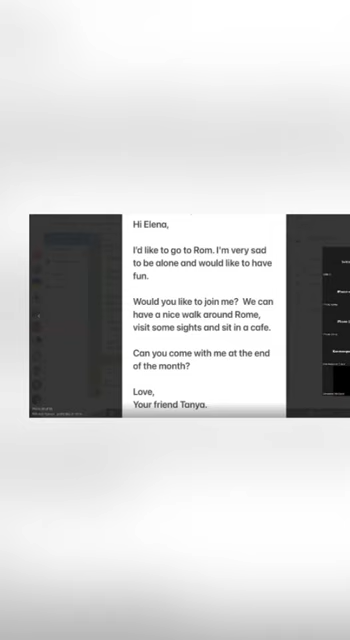 Hi Elena,
I'd like to go to Rom. I'm very sad
to be alone and would like to have
fun.
Would you like to join me? We can
have a nice walk around Rome,
visit some sights and sit in a cafe.
Can you come with me at the end
of the month?
Love,
Your friend Tanya.